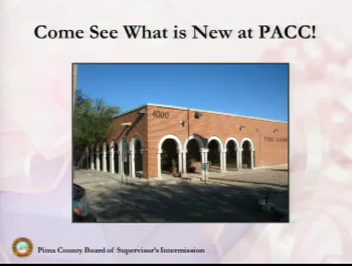 Come See What is New at PACC!
4000
Pima County Board of Supervisor's Intermission